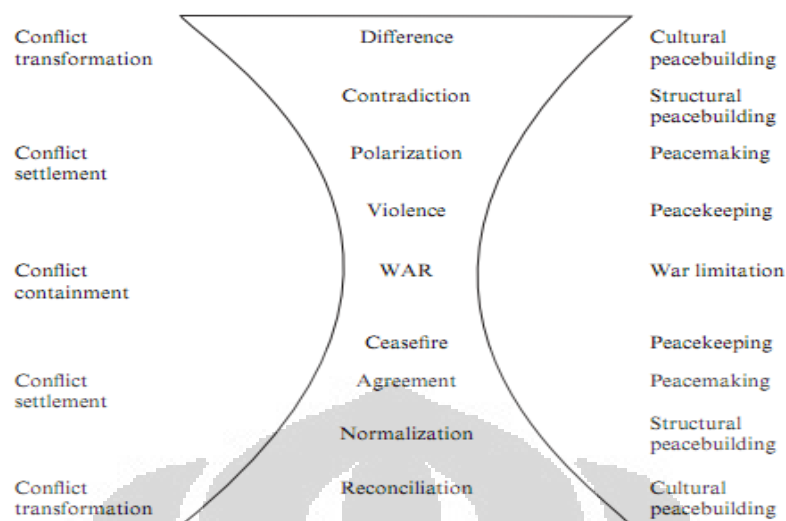 Conflict
transformation
Difference
Cultural
peacebuilding
Contradiction
Structural
peacebuilding
Conflict
settlement
Polarization
Peacemaking
Violence
Peacekeeping
Conflict
containment
WAR
War limitation
Ceasefire
Peacekeeping
Conflict
settlement
Agreement
Peacemaking
Normalization
Structural
peacebuilding
Conflict
transformation
Reconciliation
Cultural
peacebuilding